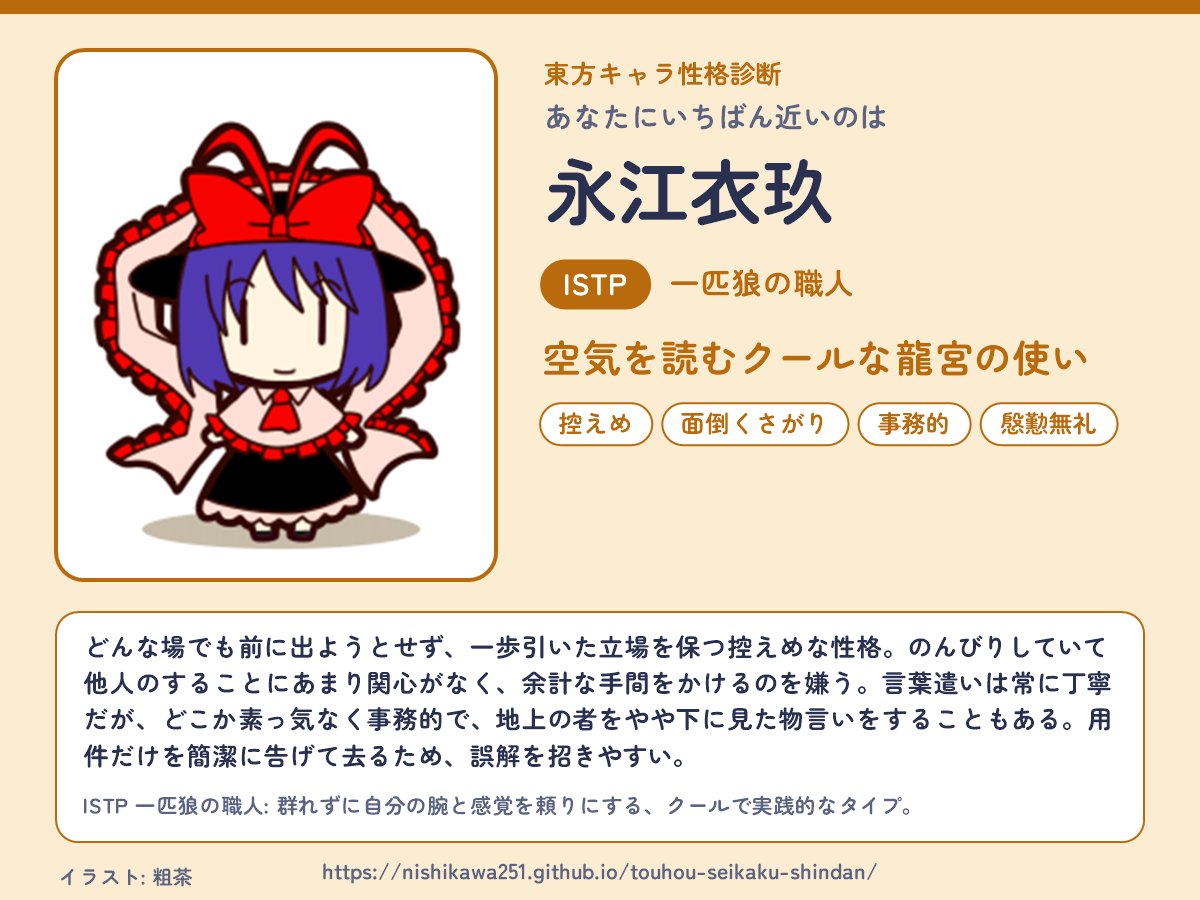 東方キャラ性格診断
あなたにいちばん近いのは
永江衣玖
ISTP 一匹狼の職人
空気を読むクールな龍宮の使い
控えめ 面倒くさがり 事務的 慇懃無礼
どんな場でも前に出ようとせず、一歩引いた立場を保つ控えめな性格。のんびりしていて
他人のすることにあまり関心がなく、余計な手間をかけるのを嫌う。言葉遣いは常に丁寧
だが、どこか素っ気なく事務的で、地上の者をやや下に見た物言いをすることもある。用
件だけを簡潔に告げて去るため、誤解を招きやすい。
ISTP 一匹狼の職人: 群れずに自分の腕と感覚を頼りにする、クールで実践的なタイプ。
イラスト: 粗茶
https://nishikawa251.github.io/touhou-seikaku-shindan/